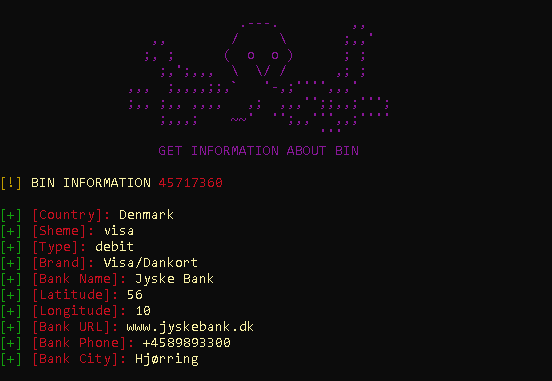 GET INFORMATION ABOUT BIN
[!] BIN INFORMATION 45717360
[+] [Country]: Denmark
[+] [Sheme]: visa
[+] [Type]: debit
[+] [Brand]: Visa/Dankort
[+] [Bank Name]: Jyske Bank
[+] [Latitude]: 56
[+] [Longitude]: 10
[+] [Bank URL]: www.jyskebank.dk
[+] [Bank Phone]: +4589893300
[+] [Bank City]: Hjørring